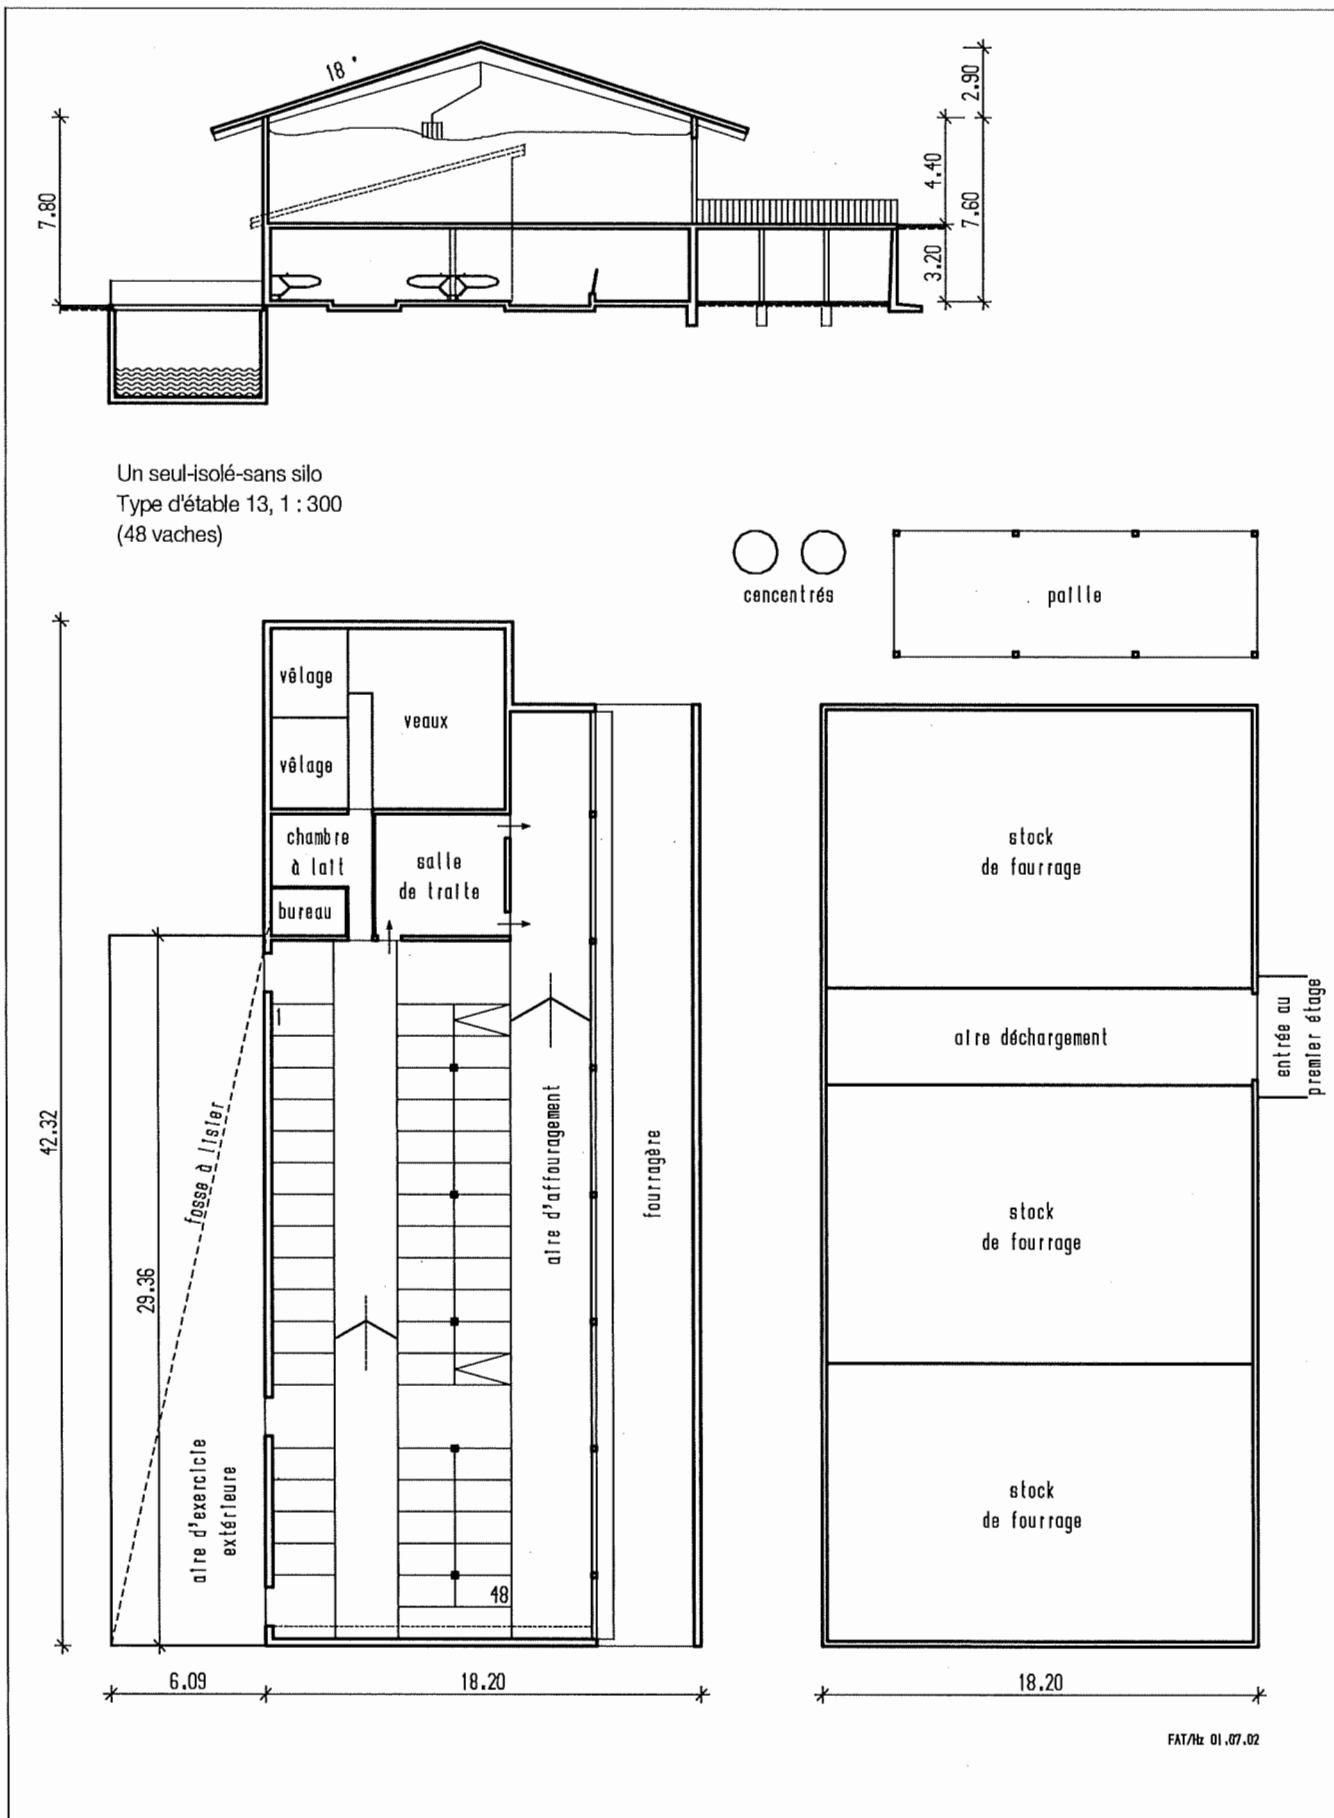 18 °
2.90
4.40
7.80
7.60
3.20
Un seul-isolé-sans silo
Type d'étable 13, 1 : 300
(48 vaches)
cencentrés
paille
vêlage
veaux
vêlage
chambre
à lait
salle
de traite
bureau
stock
de faurrage
entrée au
premier étage
aire déchargement
1
42.32
fosse à lisier
aire d'affouragement
fourragère
stock
de fourrage
29.36
aire d'exercicle
extérieure
stock
de fourrage
48
6.09
18.20
18.20
FAT/Hz 01.07.02